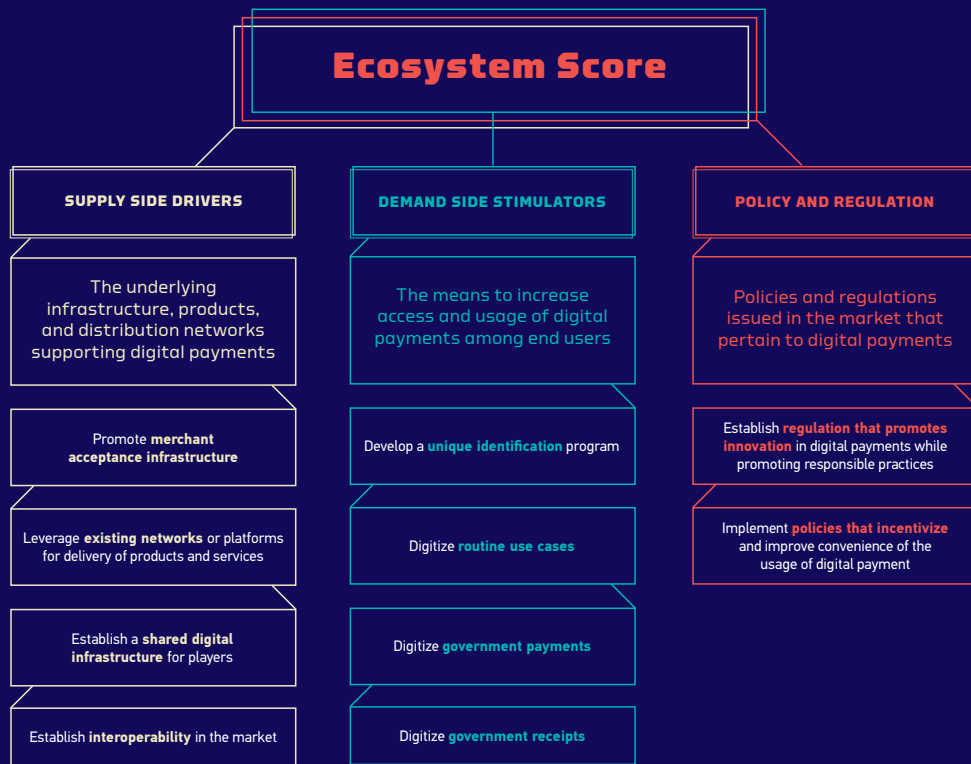 Ecosystem Score
SUPPLY SIDE DRIVERS
The underlying
infrastructure, products,
and distribution networks
supporting digital payments
Promote merchant
acceptance infrastructure
Leverage existing networks or platforms
for delivery of products and services
Establish a shared digital
infrastructure for players
Establish interoperability in the market
DEMAND SIDE STIMULATORS
The means to increase
access and usage of digital
payments among end users
Develop a unique identification program
Digitize routine use cases
Digitize government payments
Digitize government receipts
POLICY AND REGULATION
Policies and regulations
issued in the market that
pertain to digital payments
Establish regulation that promotes
innovation in digital payments while
promoting responsible practices
Implement policies that incentivize
and improve convenience of the
usage of digital payment